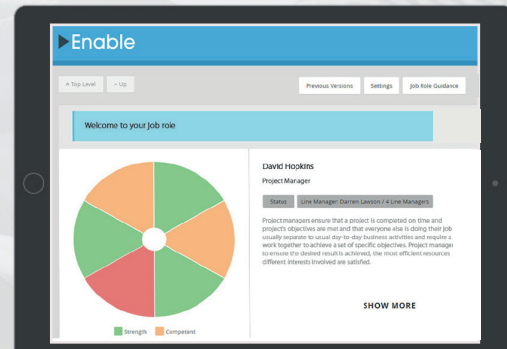 Enable
Top Level
Up
Previous Versions
Settings
Job Role Guidance
Welcome to your job role
David Hopkins
Project Manager
Status
Line Manager: Darren Lawson / 4 Line Managers
Project managers ensure that a project is completed on time and
project's objectives are met and that everyone else is doing their job
usually separate to usual day-to-day business activities and require a
work together to achieve a set of specific objectives. Project manager
to ensure the desired result is achieved, the most efficient resources
different interests involved are satisfied.
SHOW MORE
Strength
Competent